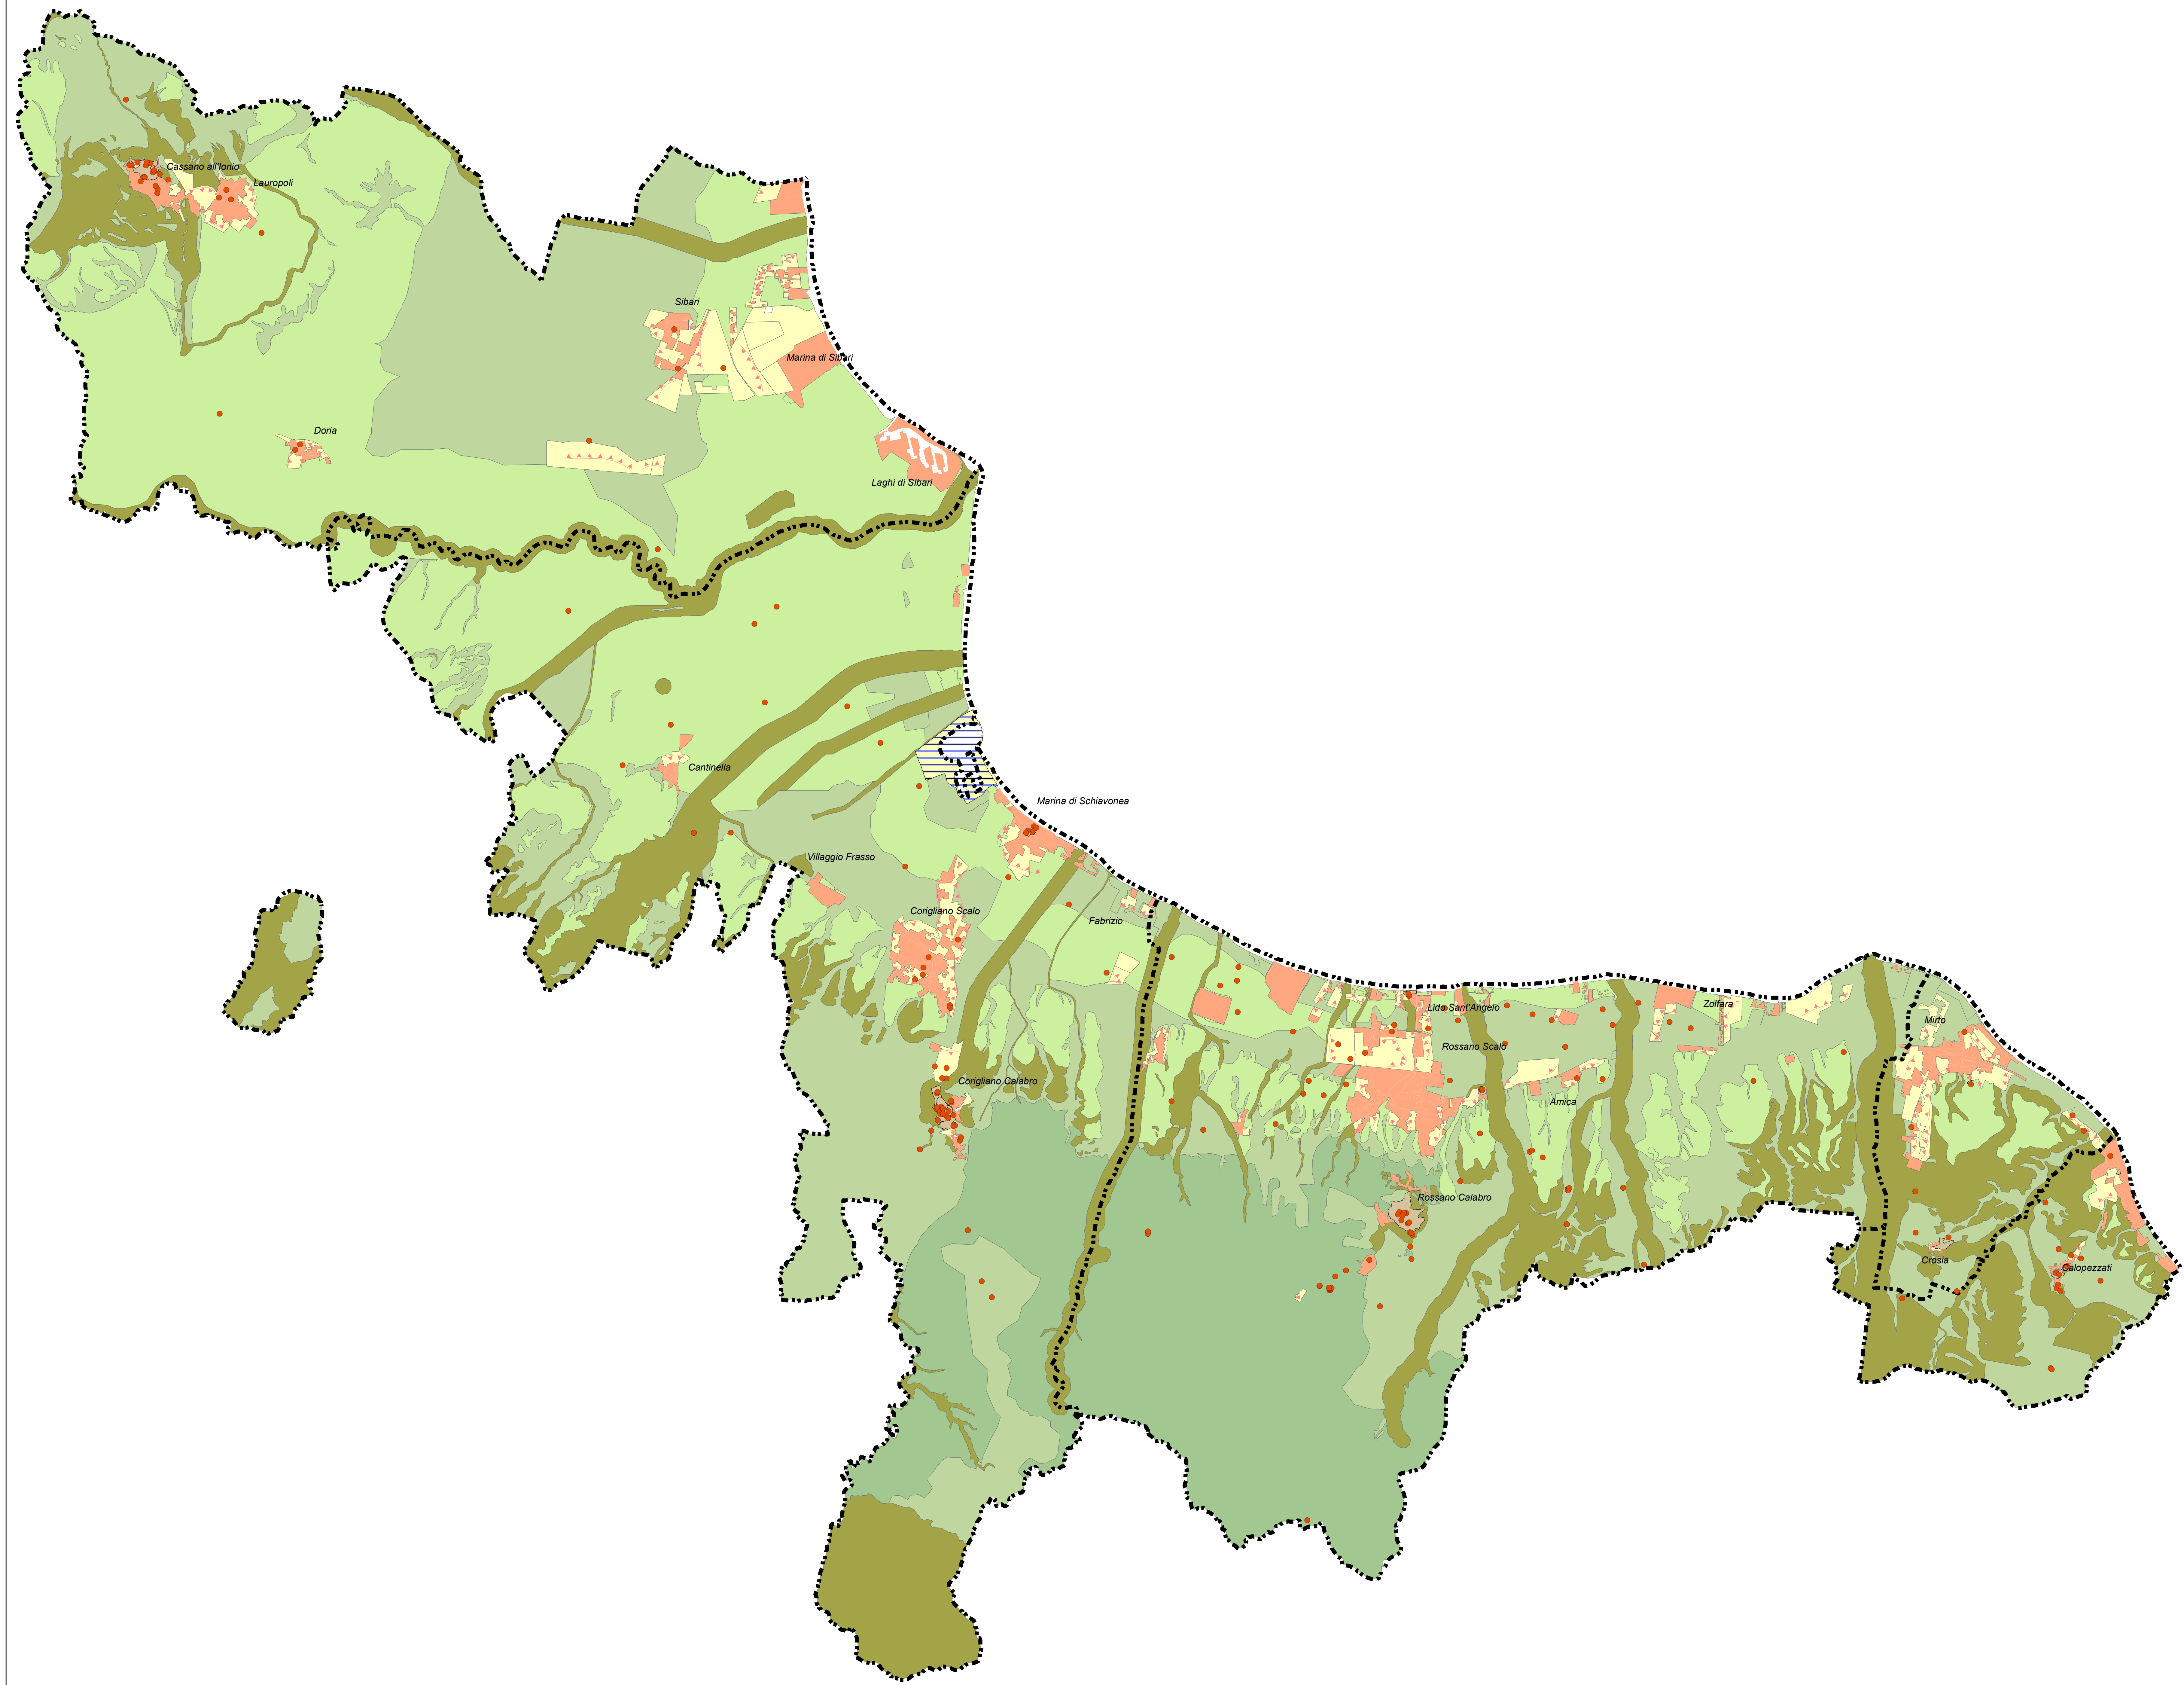 Cassano all'Ionio
Lauropoli
Sibari
Marina di Sibari
Doria
Laghi di Sibari
Cantinella
Marina di Schiavonea
Villaggio Frasso
Corigliano Scalo
Fabrizio
Lido Sant'Angelo
Zolfara
Mirto
Rossano Scalo
Corigliano Calabro
Amica
Rossano Calabro
Crosia
Calopezzati